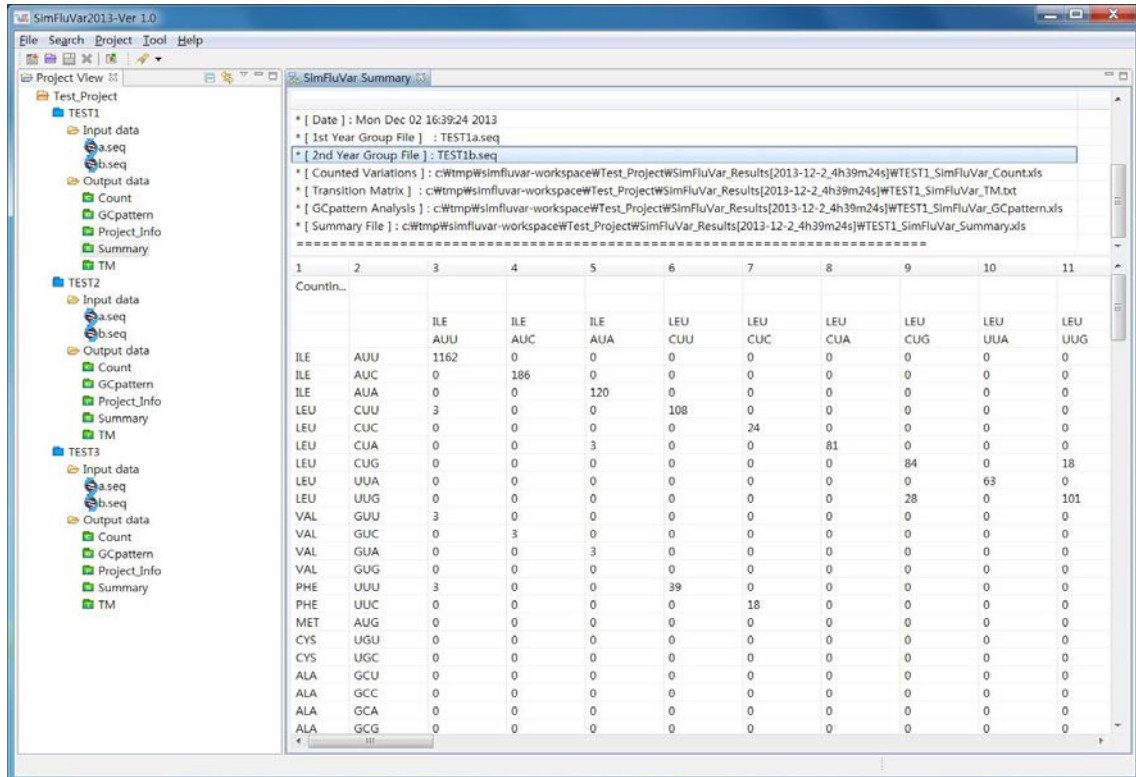 SimFluVar2013-Ver 1.0
File Search Project Tool Help
Project View
Test_Project
TEST1
Input data
a.seq
b.seq
Output data
Count
GCpattern
Project_Info
Summary
TM
TEST2
Input data
a.seq
b.seq
Output data
Count
GCpattern
Project_Info
Summary
TM
TEST3
Input data
a.seq
b.seq
Output data
Count
GCpattern
Project_Info
Summary
TM
SimFluVar Summary
* [ Date ] : Mon Dec 02 16:39:24 2013
* [ 1st Year Group File ] : TEST1a.seq
* [ 2nd Year Group File ] : TEST1b.seq
* [ Counted Variations ] : c:₩tmp₩simfluvar-workspace₩Test_Project₩SimFluVar_Results[2013-12-2_4h39m24s]₩TEST1_SimFluVar_Count.xls
* [ Transition Matrix ] : c:₩tmp₩simfluvar-workspace₩Test_Project₩SimFluVar_Results[2013-12-2_4h39m24s]₩TEST1_SimFluVar_TM.txt
* [ GCpattern Analysis ] : c:₩tmp₩simfluvar-workspace₩Test_Project₩SimFluVar_Results[2013-12-2_4h39m24s]₩TEST1_SimFluVar_GCpattern.xls
* [ Summary File ] : c:₩tmp₩simfluvar-workspace₩Test_Project₩SimFluVar_Results[2013-12-2_4h39m24s]₩TEST1_SimFluVar_Summary.xls
=========================================================================
1 2 3 4 5 6 7 8 9 10 11
Countin...
ILE ILE ILE LEU LEU LEU LEU LEU LEU
AUU AUC AUA CUU CUC CUA CUG UUA UUG
ILE AUU 1162 0 0 0 0 0 0 0 0
ILE AUC 0 186 0 0 0 0 0 0 0
ILE AUA 0 0 120 0 0 0 0 0 0
LEU CUU 3 0 0 108 0 0 0 0 0
LEU CUC 0 0 0 0 24 0 0 0 0
LEU CUA 0 0 3 0 0 81 0 0 0
LEU CUG 0 0 0 0 0 0 84 0 18
LEU UUA 0 0 0 0 0 0 0 63 0
LEU UUG 0 0 0 0 0 0 28 0 101
VAL GUU 3 0 0 0 0 0 0 0 0
VAL GUC 0 3 0 0 0 0 0 0 0
VAL GUA 0 0 3 0 0 0 0 0 0
VAL GUG 0 0 0 0 0 0 0 0 0
PHE UUU 3 0 0 39 0 0 0 0 0
PHE UUC 0 0 0 0 18 0 0 0 0
MET AUG 0 0 0 0 0 0 0 0 0
CYS UGU 0 0 0 0 0 0 0 0 0
CYS UGC 0 0 0 0 0 0 0 0 0
ALA GCU 0 0 0 0 0 0 0 0 0
ALA GCC 0 0 0 0 0 0 0 0 0
ALA GCA 0 0 0 0 0 0 0 0 0
ALA GCG 0 0 0 0 0 0 0 0 0